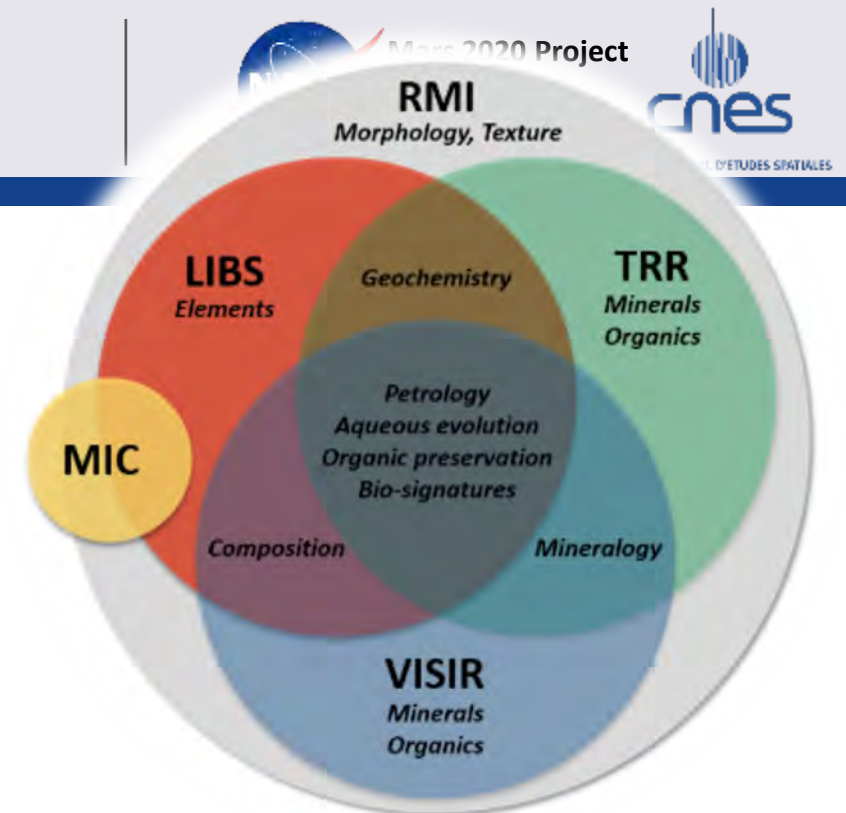 Mars 2020 Project
cnes
D'ETUDES SPATIALES
RMI
Morphology, Texture
LIBS
Elements
Geochemistry
TRR
Minerals
Organics
Petrology
Aqueous evolution
Organic preservation
Bio-signatures
MIC
Composition
Mineralogy
VISIR
Minerals
Organics